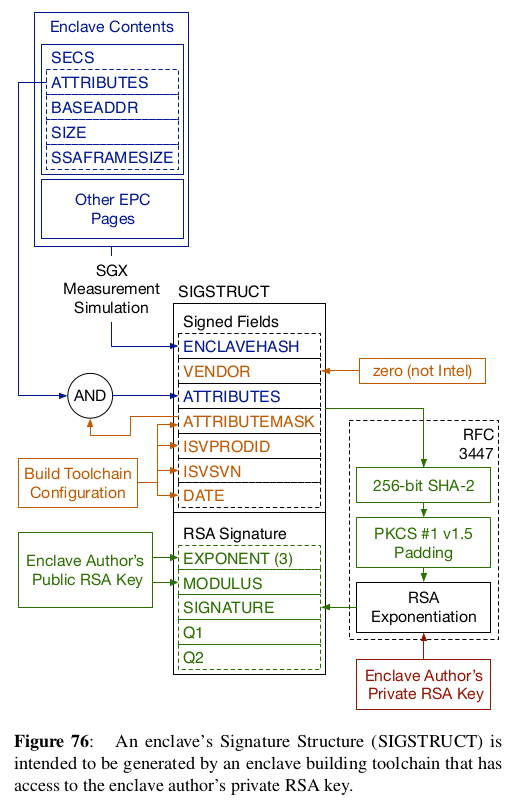 Enclave Contents
SECS
ATTRIBUTES
BASEADDR
SIZE
SSAFRAMESIZE
Other EPC
Pages
SGX
Measurement
Simulation
SIGSTRUCT
Signed Fields
ENCLAVEHASH
VENDOR
zero (not Intel)
AND
ATTRIBUTES
ATTRIBUTEMASK
ISVPRODID
ISVSVN
DATE
Build Toolchain
Configuration
RFC
3447
256-bit SHA-2
PKCS #1 v1.5
Padding
RSA
Exponentiation
RSA Signature
EXPONENT (3)
MODULUS
SIGNATURE
Q1
Q2
Enclave Author's
Public RSA Key
Enclave Author's
Private RSA Key
Figure 76: An enclave's Signature Structure (SIGSTRUCT) is
intended to be generated by an enclave building toolchain that has
access to the enclave author's private RSA key.